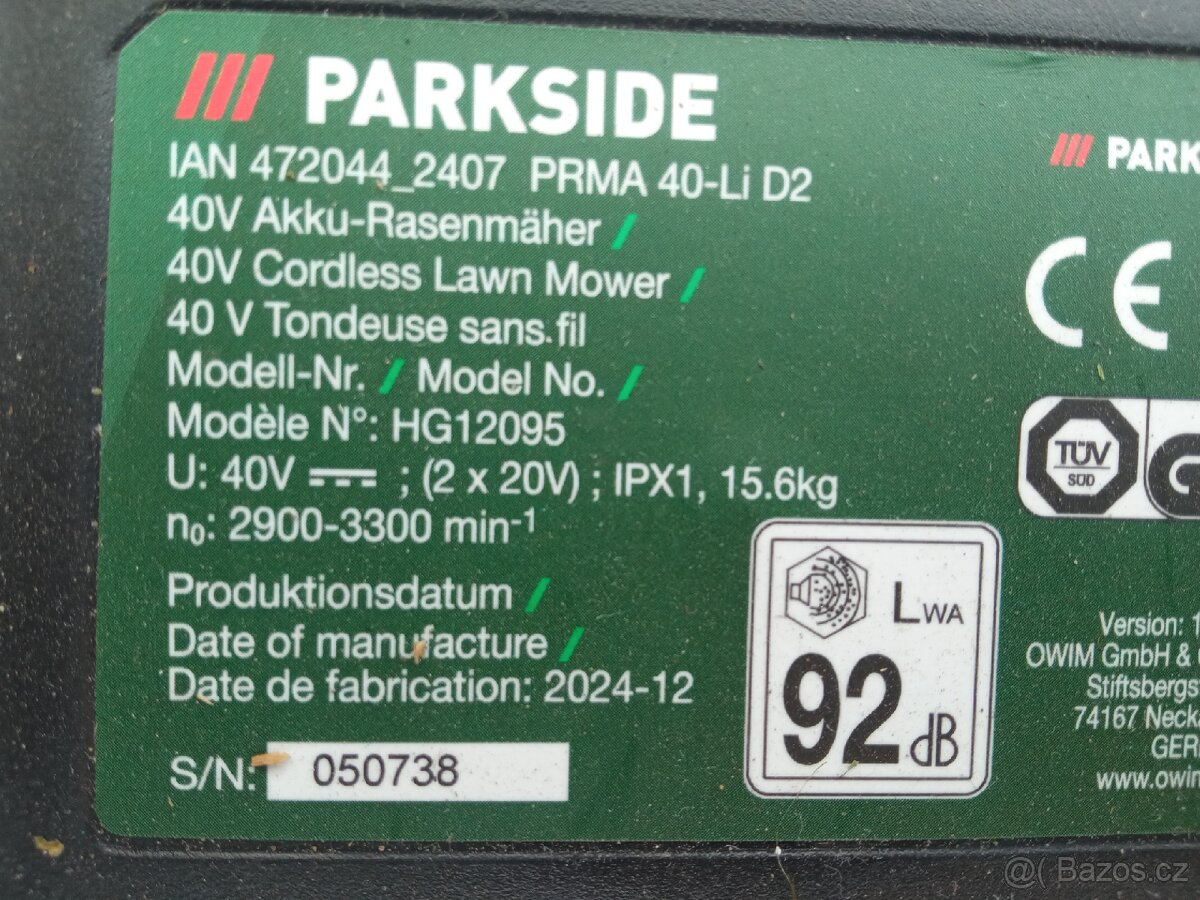 PARKSIDE
IAN 472044_2407 PRMA 40-Li D2
40V Akku-Rasenmäher /
40V Cordless Lawn Mower /
40 V Tondeuse sans fil
Modell-Nr. / Model No. /
Modèle N°: HG12095
U: 40V ; (2 x 20V) ; IPX1, 15.6kg
n0: 2900-3300 min-1
Produktionsdatum /
Date of manufacture /
Date de fabrication: 2024-12
S/N: 050738
LWA
92 dB
PARK
CE
TÜV
SÜD
Version: 1
OWIM GmbH &
Stiftsbergs
74167 Neck
GER
www.owim
@( Bazos.cz